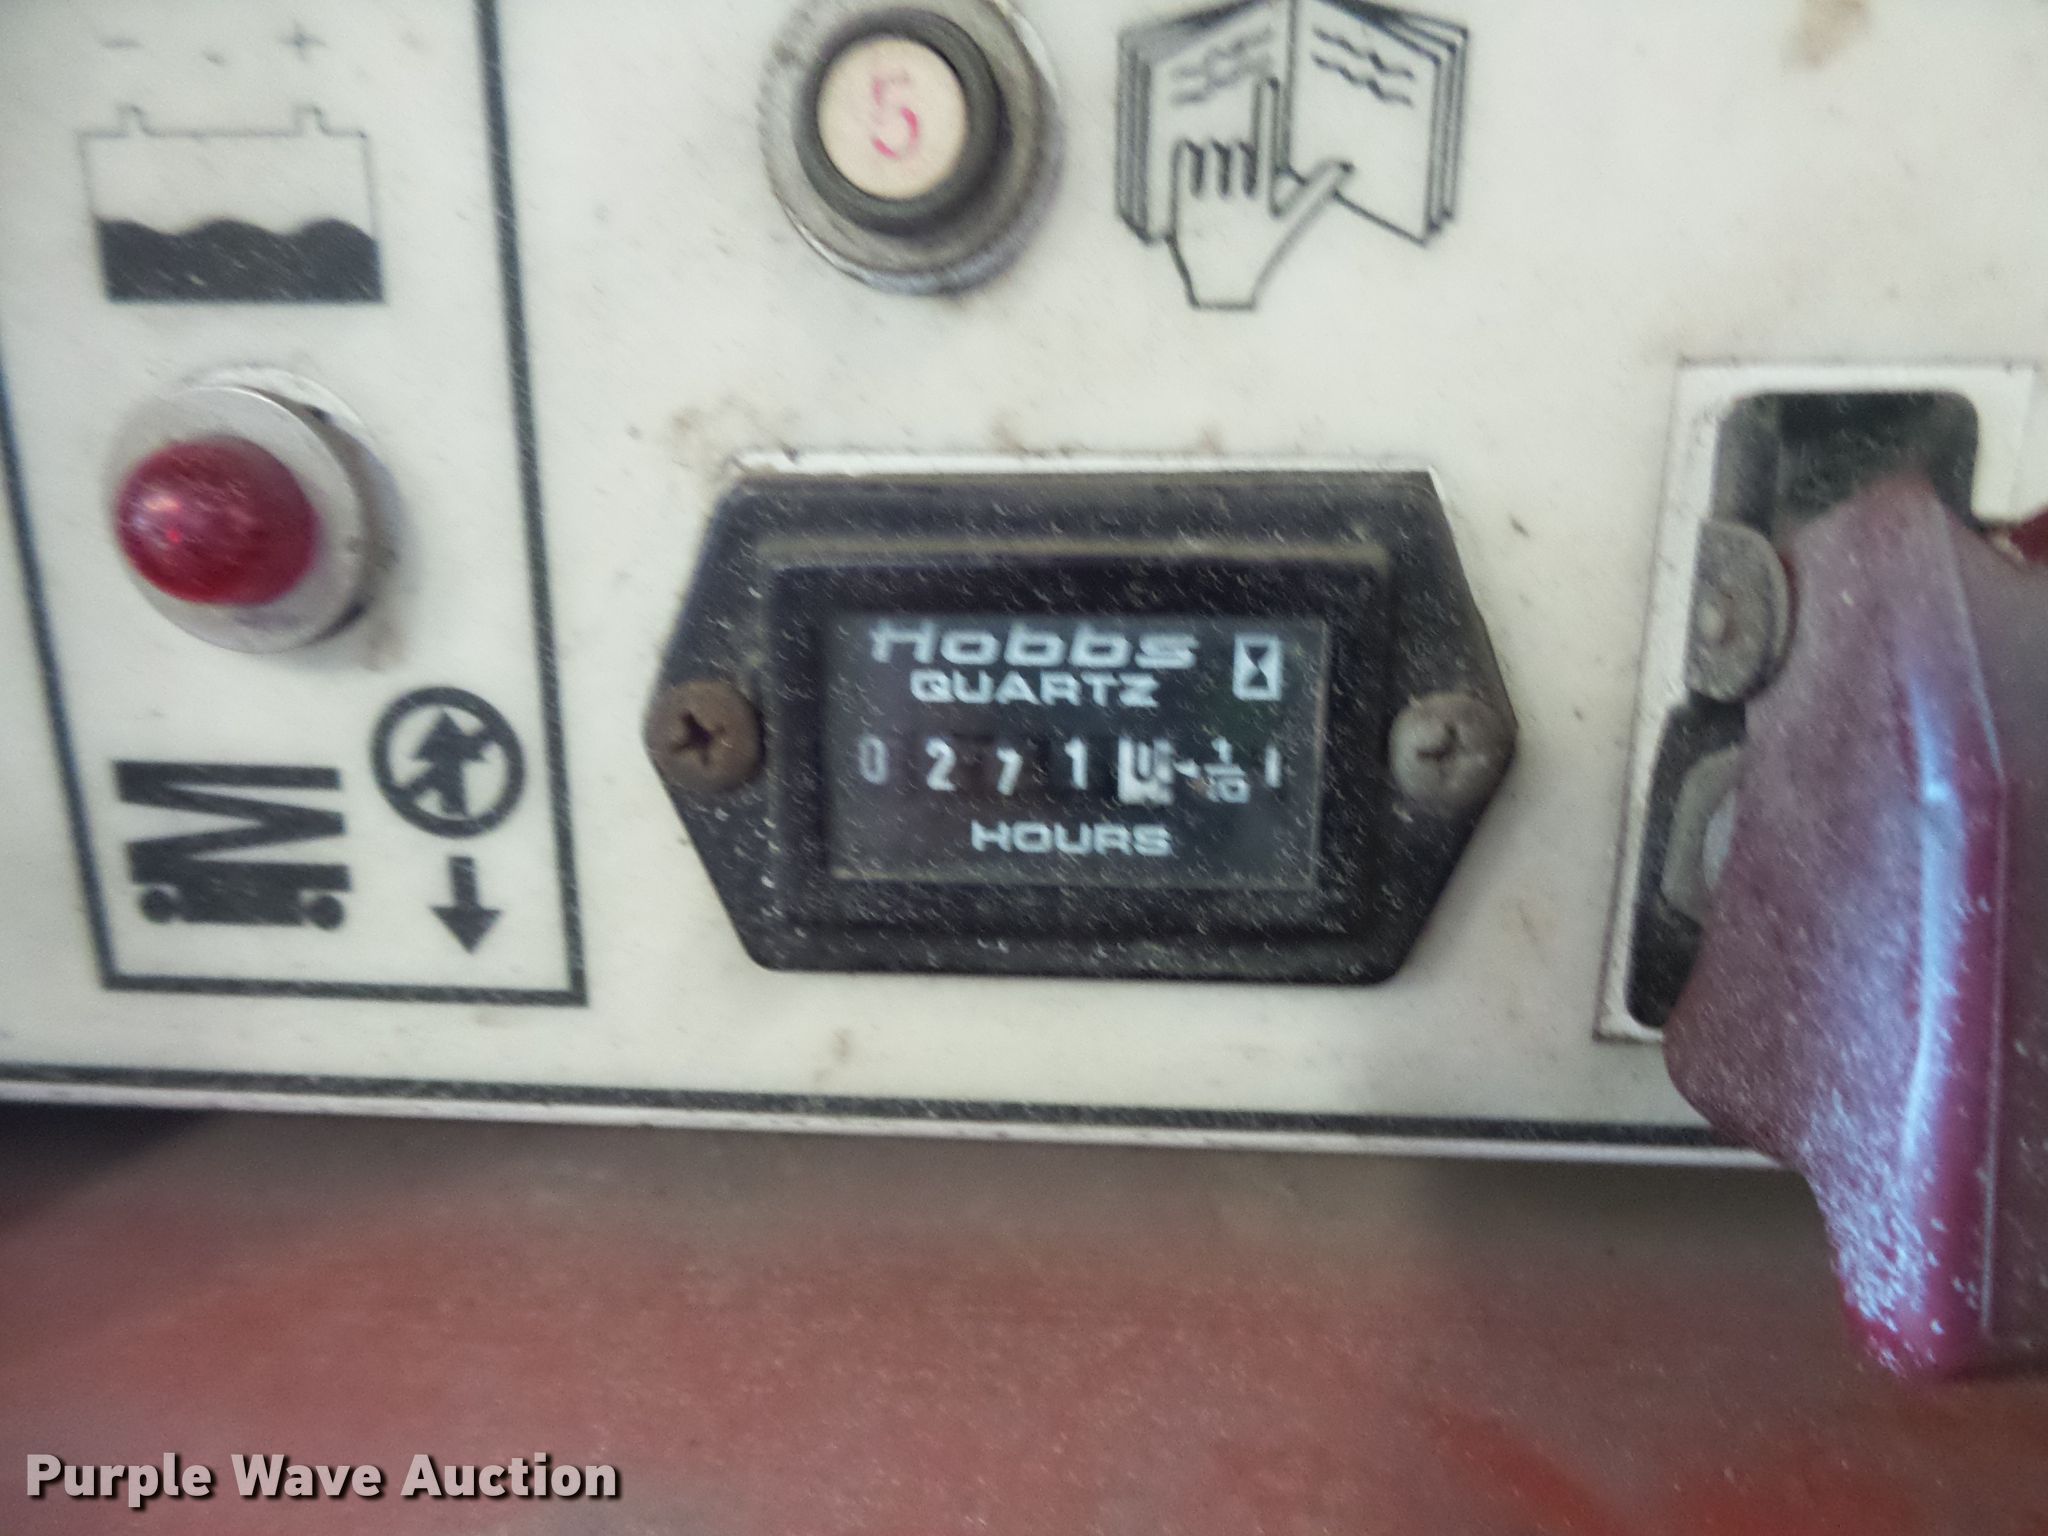 - +
5
Hobbs
QUARTZ
0 2 7 1 1/10
HOURS
Purple Wave Auction